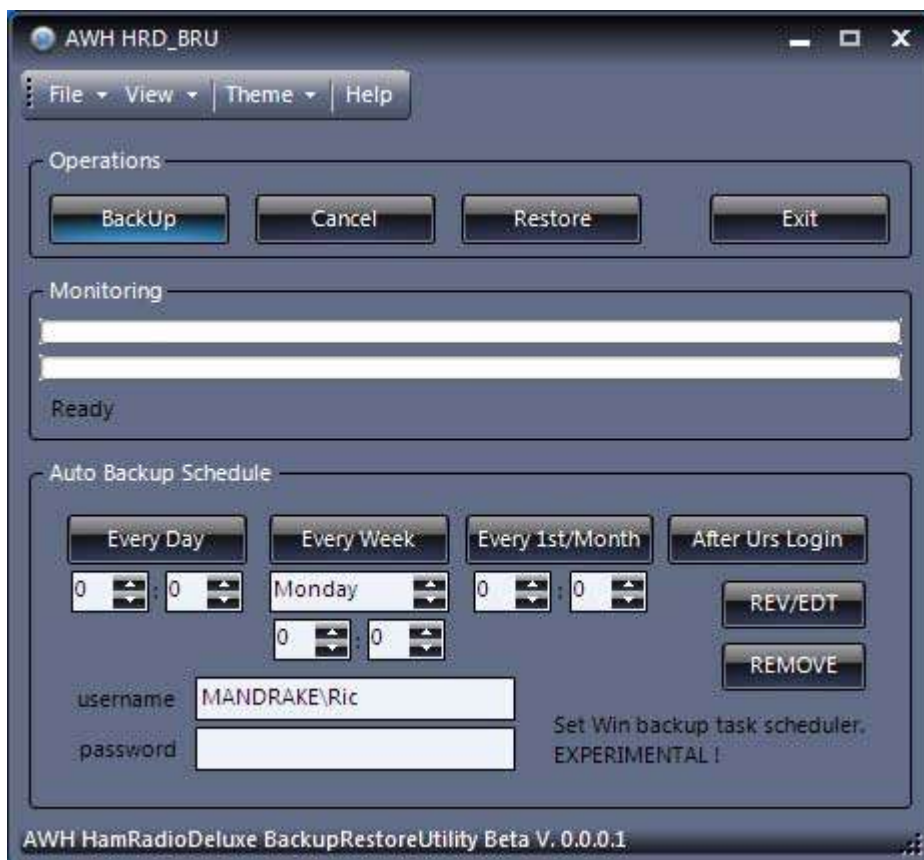 AWH HRD_BRU
File View Theme Help
Operations
BackUp Cancel Restore Exit
Monitoring
Ready
Auto Backup Schedule
Every Day Every Week Every 1st/Month After Urs Login
0 : 0 Monday 0 : 0
REV/EDT
0 : 0
REMOVE
username MANDRAKE\Ric
password
Set Win backup task scheduler.
EXPERIMENTAL !
AWH HamRadioDeluxe BackupRestoreUtility Beta V. 0.0.0.1